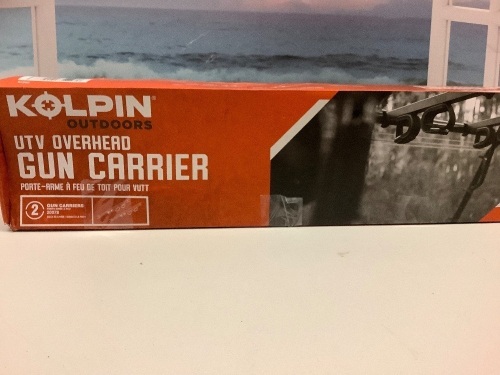 KOLPIN
OUTDOORS
UTV OVERHEAD
GUN CARRIER
PORTE-ARME À FEU DE TOIT POUR VUTT
2 GUN CARRIERS